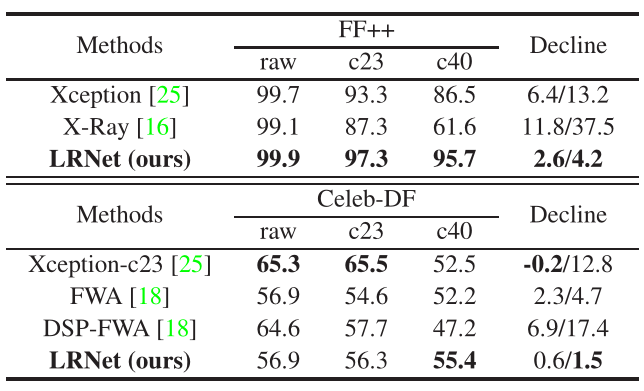 Methods FF++ Decline
raw c23 c40
Xception [25] 99.7 93.3 86.5 6.4/13.2
X-Ray [16] 99.1 87.3 61.6 11.8/37.5
LRNet (ours) 99.9 97.3 95.7 2.6/4.2
Methods Celeb-DF Decline
raw c23 c40
Xception-c23 [25] 65.3 65.5 52.5 -0.2/12.8
FWA [18] 56.9 54.6 52.2 2.3/4.7
DSP-FWA [18] 64.6 57.7 47.2 6.9/17.4
LRNet (ours) 56.9 56.3 55.4 0.6/1.5